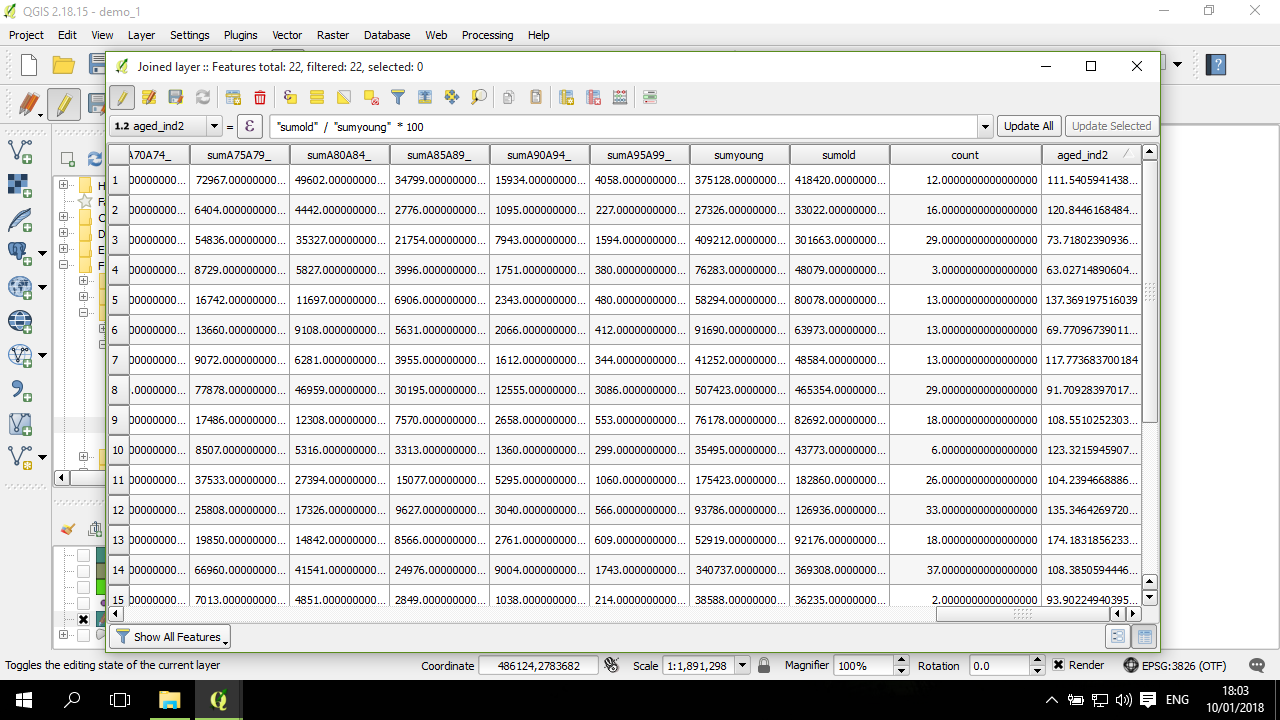 QGIS 2.18.15 - demo_1
Project Edit View Layer Settings Plugins Vector Raster Database Web Processing Help
Joined layer :: Features total: 22, filtered: 22, selected: 0
1.2 aged_ind2 = ε "sumold" / "sumyoung" * 100 Update All Update Selected
A70A74_ sumA75A79_ sumA80A84_ sumA85A89_ sumA90A94_ sumA95A99_ sumyoung sumold count aged_ind2
1 00000000... 72967.00000000... 49602.0000000... 34799.0000000... 15934.0000000... 4058.000000000... 375128.0000000... 418420.0000000... 12.0000000000000000 111.5405941438...
2 00000000... 6404.000000000... 4442.000000000... 2776.000000000... 1095.000000000... 227.0000000000... 27326.00000000... 33022.00000000... 16.0000000000000000 120.8446168484...
3 00000000... 54836.00000000... 35327.0000000... 21754.0000000... 7943.000000000... 1594.000000000... 409212.0000000... 301663.0000000... 29.0000000000000000 73.71802390936...
4 00000000... 8729.000000000... 5827.000000000... 3996.000000000... 1751.000000000... 380.0000000000... 76283.00000000... 48079.00000000... 3.0000000000000000 63.02714890604...
5 00000000... 16742.00000000... 11697.0000000... 6906.000000000... 2343.000000000... 480.0000000000... 58294.00000000... 80078.00000000... 13.0000000000000000 137.369197516039
6 00000000... 13660.00000000... 9108.000000000... 5631.000000000... 2066.000000000... 412.0000000000... 91690.00000000... 63973.00000000... 13.0000000000000000 69.77096739011...
7 00000000... 9072.000000000... 6281.000000000... 3955.000000000... 1612.000000000... 344.0000000000... 41252.00000000... 48584.00000000... 13.0000000000000000 117.773683700184
8 .00000000... 77878.00000000... 46959.0000000... 30195.0000000... 12555.0000000... 3086.000000000... 507423.0000000... 465354.0000000... 29.0000000000000000 91.70928397017...
9 00000000... 17486.00000000... 12308.0000000... 7570.000000000... 2658.000000000... 553.0000000000... 76178.00000000... 82692.00000000... 18.0000000000000000 108.5510252303...
10 00000000... 8507.000000000... 5316.000000000... 3313.000000000... 1360.000000000... 299.0000000000... 35495.00000000... 43773.00000000... 6.0000000000000000 123.3215945907...
11 00000000... 37533.00000000... 27394.0000000... 15077.0000000... 5295.000000000... 1060.000000000... 175423.0000000... 182860.0000000... 26.0000000000000000 104.2394668886...
12 00000000... 25808.00000000... 17326.0000000... 9627.000000000... 3040.000000000... 566.0000000000... 93786.00000000... 126936.0000000... 33.0000000000000000 135.3464269720...
13 00000000... 19850.00000000... 14842.0000000... 8566.000000000... 2761.000000000... 609.0000000000... 52919.00000000... 92176.00000000... 18.0000000000000000 174.1831856233...
14 00000000... 66960.00000000... 41541.0000000... 24976.0000000... 9004.000000000... 1743.000000000... 340737.0000000... 369308.0000000... 37.0000000000000000 108.3850594446...
15 00000000... 7013.000000000... 4851.000000000... 2849.000000000... 1038.000000000... 214.0000000000... 38588.00000000... 36235.00000000... 2.0000000000000000 93.90224940395...
Show All Features
Toggles the editing state of the current layer Coordinate 486124,2783682 Scale 1:1,891,298 Magnifier 100% Rotation 0.0 Render EPSG:3826 (OTF)
ENG 18:03
10/01/2018